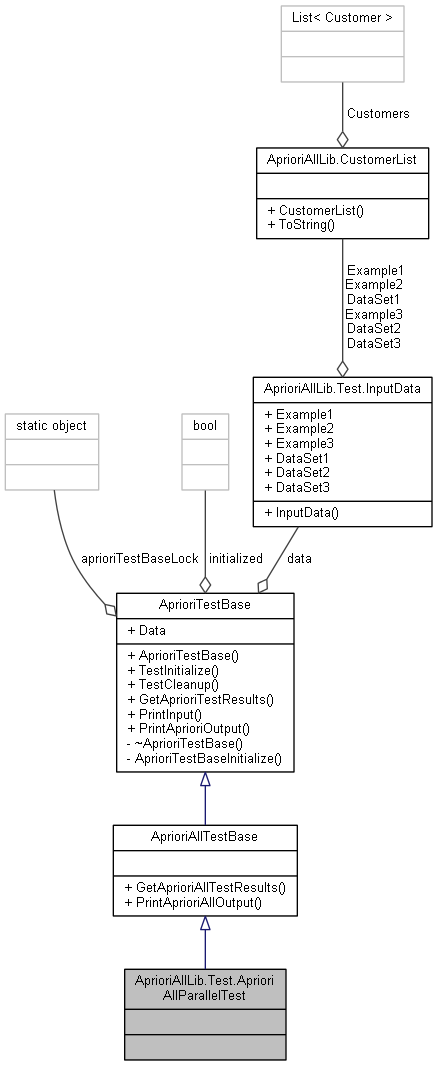 List< Customer >
Customers
AprioriAllLib.CustomerList
+ CustomerList()
+ ToString()
Example1
Example2
DataSet1
Example3
DataSet2
DataSet3
AprioriAllLib.Test.InputData
+ Example1
+ Example2
+ Example3
+ DataSet1
+ DataSet2
+ DataSet3
+ InputData()
static object
bool
aprioriTestBaseLock
initialized
data
AprioriTestBase
+ Data
+ AprioriTestBase()
+ TestInitialize()
+ TestCleanup()
+ GetAprioriTestResults()
+ PrintInput()
+ PrintAprioriOutput()
- ~AprioriTestBase()
- AprioriTestBaseInitialize()
AprioriAllTestBase
+ GetAprioriAllTestResults()
+ PrintAprioriAllOutput()
AprioriAllLib.Test.Apriori
AllParallelTest